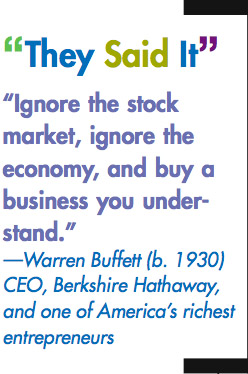 “They Said It”
“Ignore the stock
market, ignore the
economy, and buy a
business you under-
stand.”
—Warren Buffett (b. 1930)
CEO, Berkshire Hathaway,
and one of America’s richest
entrepreneurs